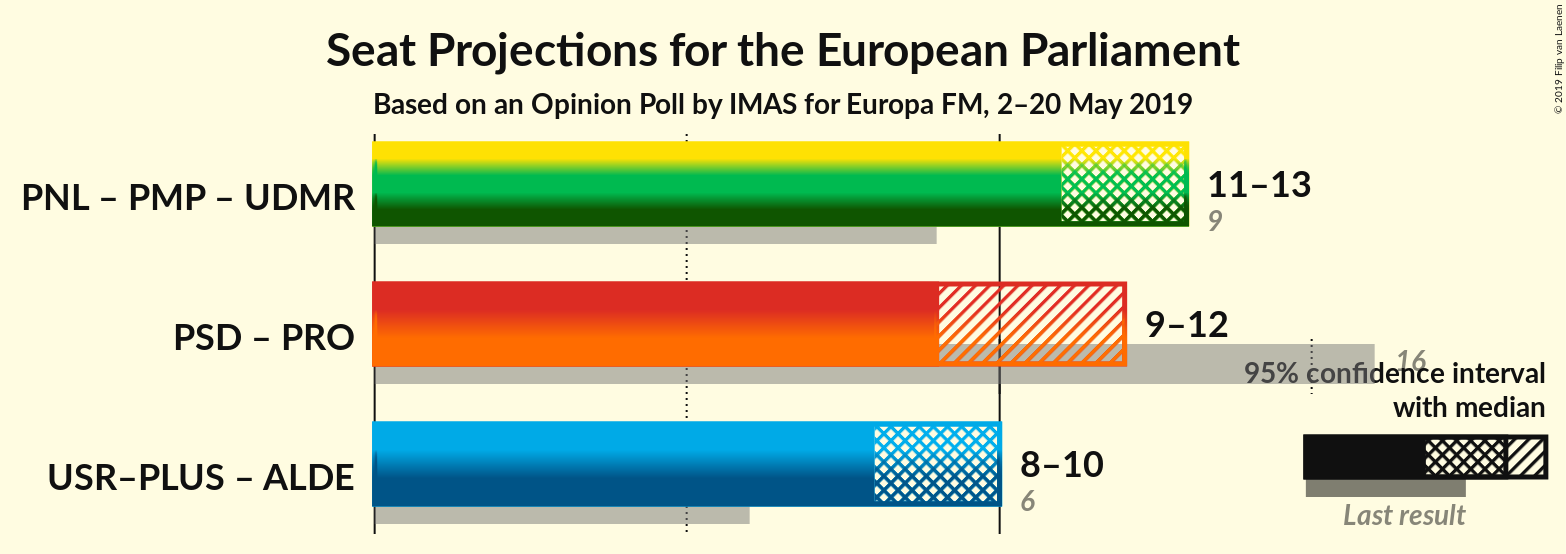 Seat Projections for the European Parliament
Based on an Opinion Poll by IMAS for Europa FM, 2–20 May 2019
© 2019 Filip van Laenen
PNL – PMP – UDMR
11–13
9
PSD – PRO
9–12
16
95% confidence interval
with median
USR–PLUS – ALDE
8–10
6
Last result